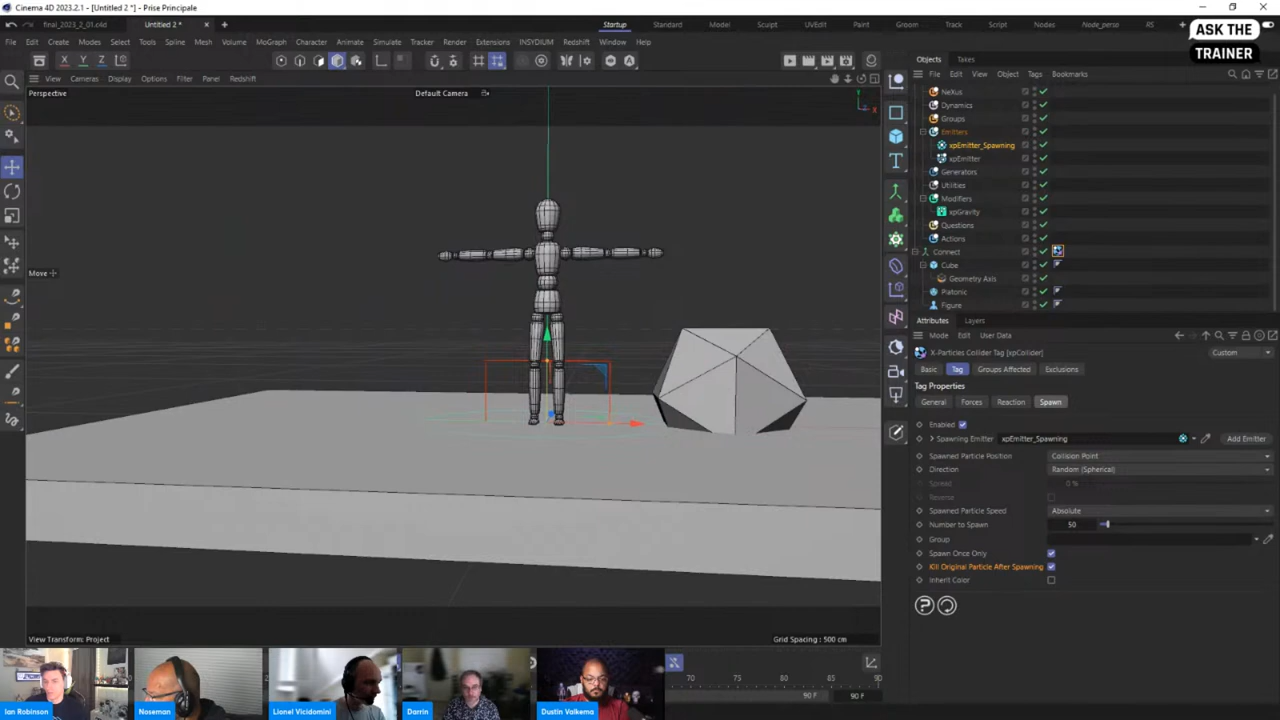 Cinema 4D 2023.2.1 - [Untitled 2 *] - Prise Principale
final_2023_2_01.c4d Untitled 2 * Startup Standard Model Sculpt UVEdit Paint Groom Track Script Nodes Node_perse RS
ASK THE
TRAINER
File Edit Create Modes Select Tools Spline Mesh Volume MoGraph Character Animate Simulate Tracker Render Extensions INSYDIUM Redshift Window Help
X Y Z
View Cameras Display Options Filter Panel Redshift
Perspective
Default Camera
Y
X
Move
View Transform: Project
Grid Spacing : 500 cm
Objects Takes
File Edit View Object Tags Bookmarks
NeXus
Dynamics
Groups
Emitters
xpEmitter_Spawning
xpEmitter
Generators
Utilities
Modifiers
xpGravity
Questions
Actions
Connect
Cube
Geometry Axis
Platonic
Figure
Attributes Layers
Mode Edit User Data
X-Particles Collider Tag [xpCollider]
Custom
Basic Tag Groups Affected Exclusions
Tag Properties
General Forces Reaction Spawn
Enabled
Spawning Emitter xpEmitter_Spawning Add Emitter
Spawned Particle Position Collision Point
Direction Random (Spherical)
Spread 0 %
Reverse
Spawned Particle Speed Absolute
Number to Spawn 50
Group
Spawn Once Only
Kill Original Particle After Spawning
Inherit Color
70 75 80 85 90
90 F 90 F
Ian Robinson
Noseman
Lionel Vicidomini
Darrin
Dustin Valkema